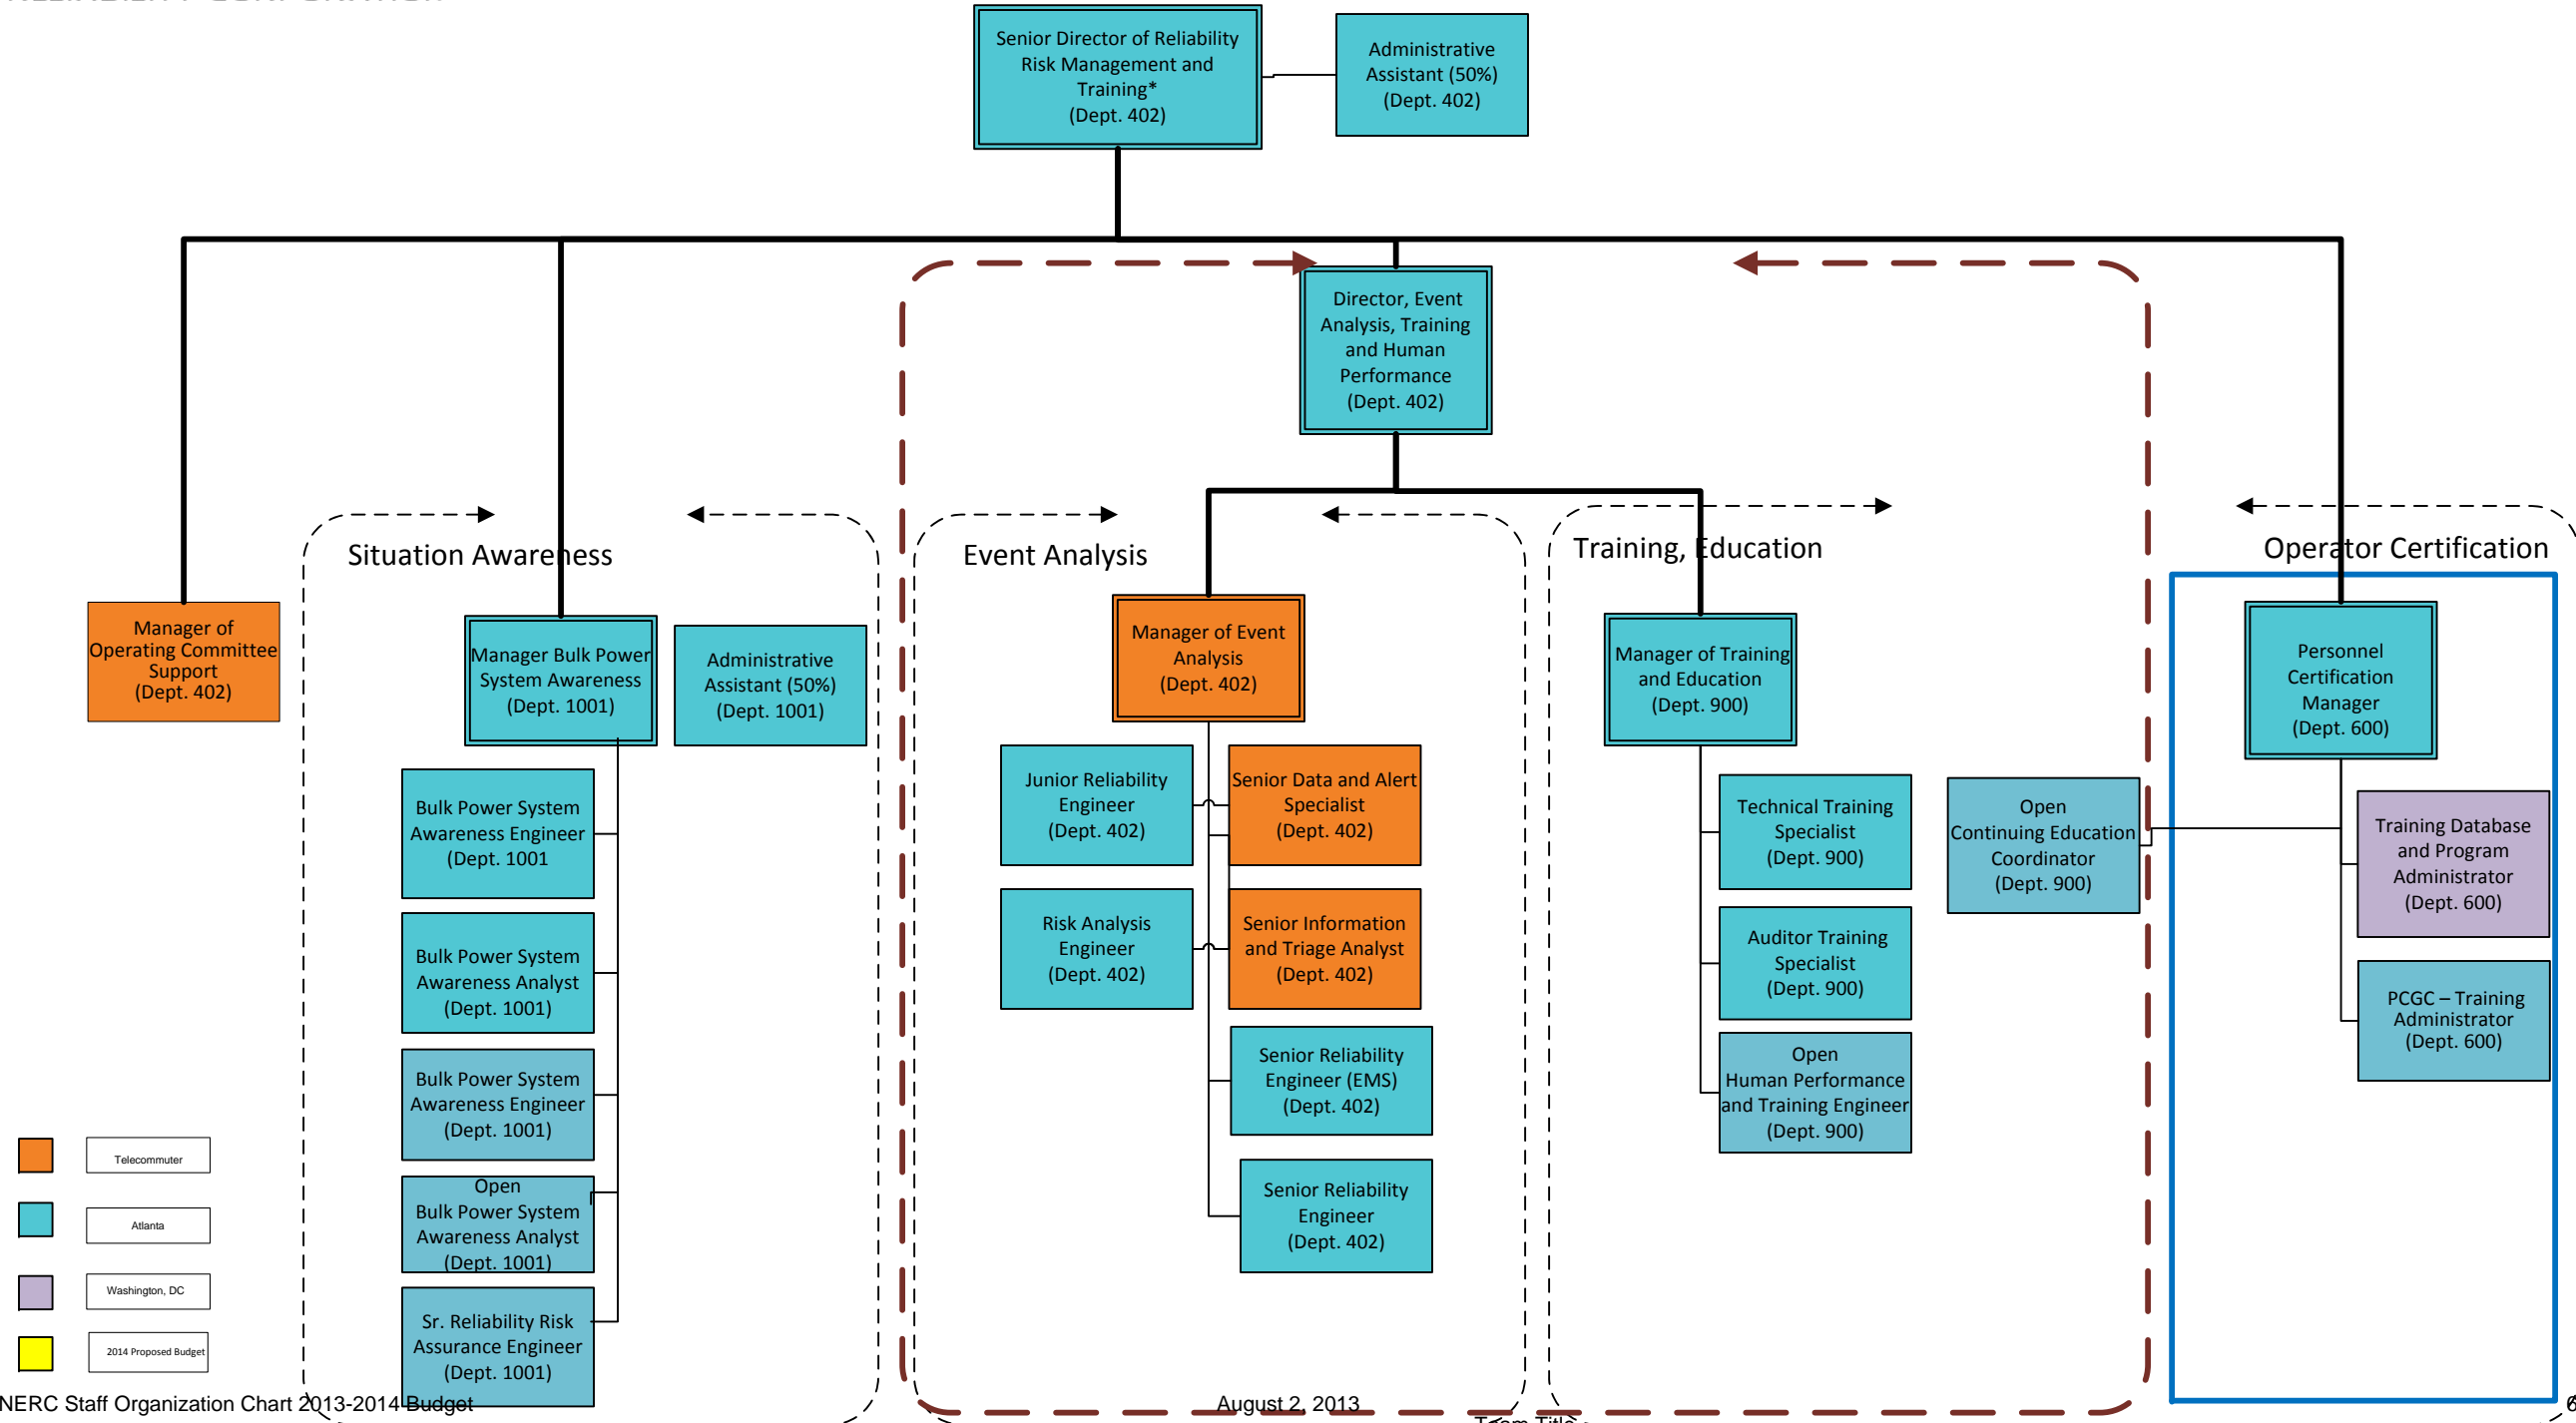 RELIABILITY CORPORATION
Senior Director of Reliability
Risk Management and
Training*
(Dept. 402)
Administrative
Assistant (50%)
(Dept. 402)
Director, Event
Analysis, Training
and Human
Performance
(Dept. 402)
Situation Awareness
Event Analysis
Training, Education
Operator Certification
Manager of
Operating Committee
Support
(Dept. 402)
Manager Bulk Power
System Awareness
(Dept. 1001)
Administrative
Assistant (50%)
(Dept. 1001)
Manager of Event
Analysis
(Dept. 402)
Manager of Training
and Education
(Dept. 900)
Personnel
Certification
Manager
(Dept. 600)
Bulk Power System
Awareness Engineer
(Dept. 1001
Bulk Power System
Awareness Analyst
(Dept. 1001)
Bulk Power System
Awareness Engineer
(Dept. 1001)
Open
Bulk Power System
Awareness Analyst
(Dept. 1001)
Sr. Reliability Risk
Assurance Engineer
(Dept. 1001)
Junior Reliability
Engineer
(Dept. 402)
Senior Data and Alert
Specialist
(Dept. 402)
Risk Analysis
Engineer
(Dept. 402)
Senior Information
and Triage Analyst
(Dept. 402)
Senior Reliability
Engineer (EMS)
(Dept. 402)
Senior Reliability
Engineer
(Dept. 402)
Technical Training
Specialist
(Dept. 900)
Auditor Training
Specialist
(Dept. 900)
Open
Human Performance
and Training Engineer
(Dept. 900)
Open
Continuing Education
Coordinator
(Dept. 900)
Training Database
and Program
Administrator
(Dept. 600)
PCGC – Training
Administrator
(Dept. 600)
Telecommuter
Atlanta
Washington, DC
2014 Proposed Budget
NERC Staff Organization Chart 2013-2014 Budget
August 2, 2013
6
Team Title